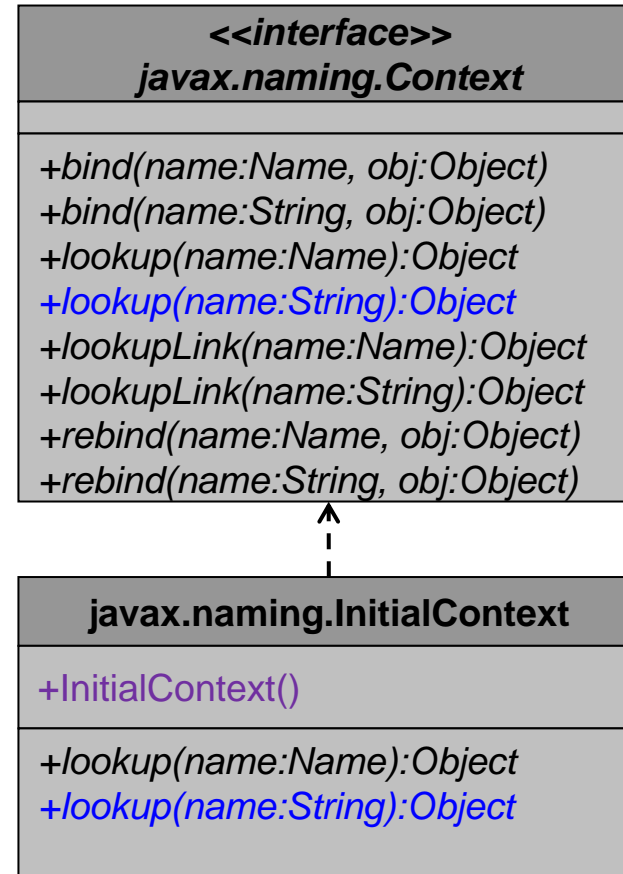 <<interface>>
javax.naming.Context
+bind(name:Name, obj:Object)
+bind(name:String, obj:Object)
+lookup(name:Name):Object
+lookup(name:String):Object
+lookupLink(name:Name):Object
+lookupLink(name:String):Object
+rebind(name:Name, obj:Object)
+rebind(name:String, obj:Object)
javax.naming.InitialContext
+InitialContext()
+lookup(name:Name):Object
+lookup(name:String):Object